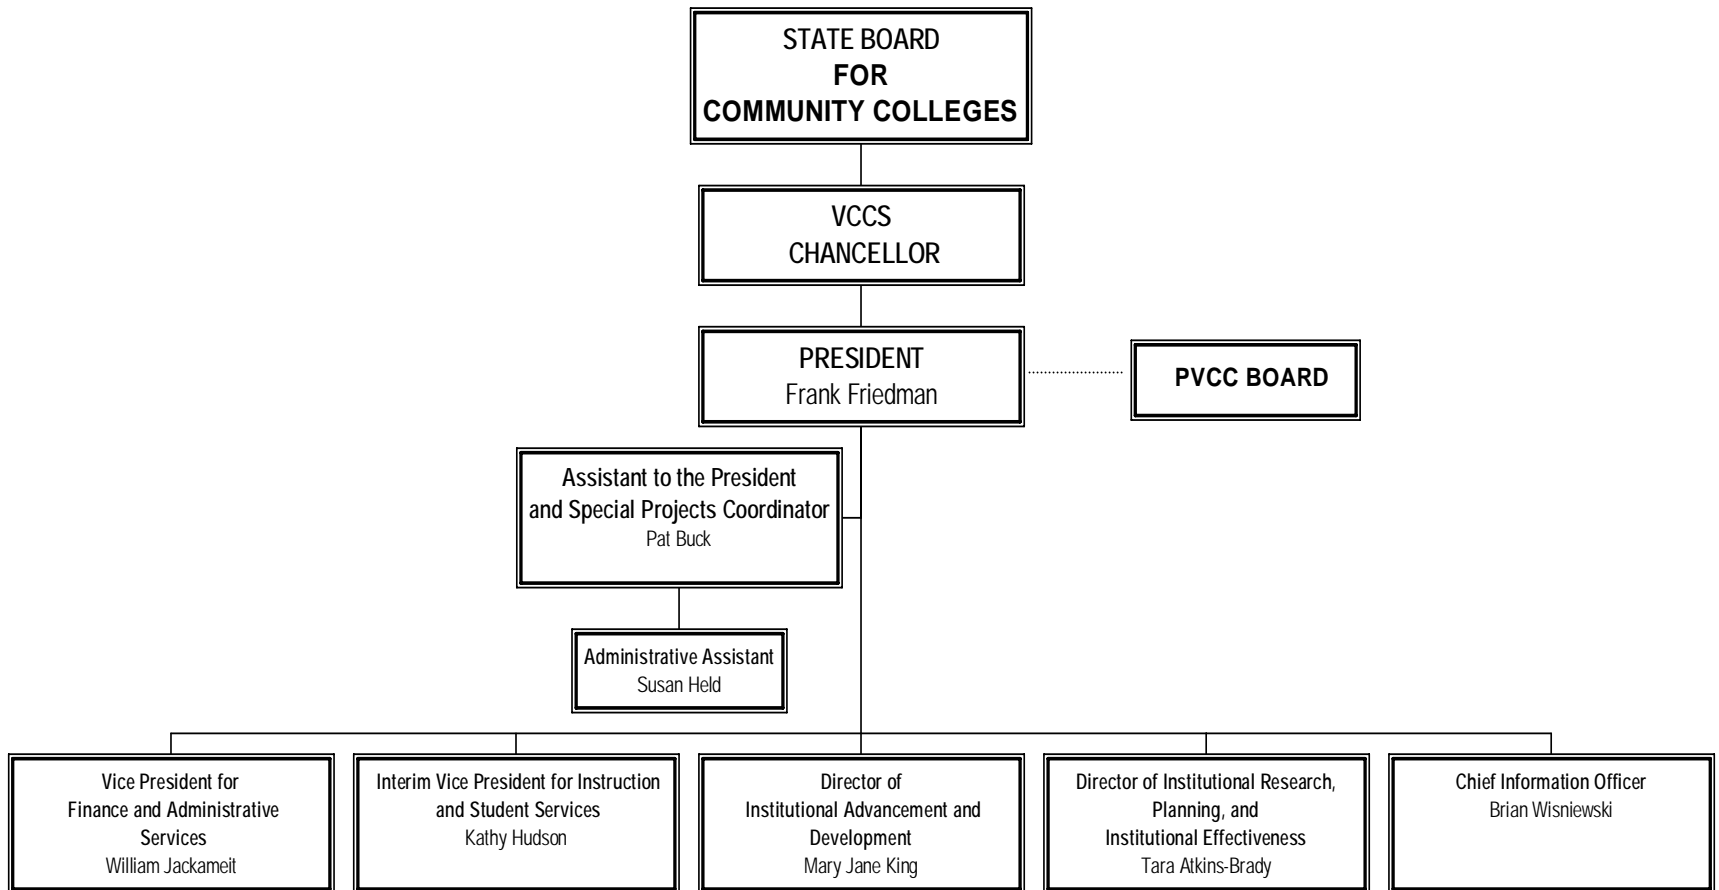 STATE BOARD
FOR
COMMUNITY COLLEGES
VCCS
CHANCELLOR
PRESIDENT
Frank Friedman
PVCC BOARD
Assistant to the President
and Special Projects Coordinator
Pat Buck
Administrative Assistant
Susan Held
Vice President for
Finance and Administrative
Services
William Jackameit
Interim Vice President for Instruction
and Student Services
Kathy Hudson
Director of
Institutional Advancement and
Development
Mary Jane King
Director of Institutional Research,
Planning, and
Institutional Effectiveness
Tara Atkins-Brady
Chief Information Officer
Brian Wisniewski